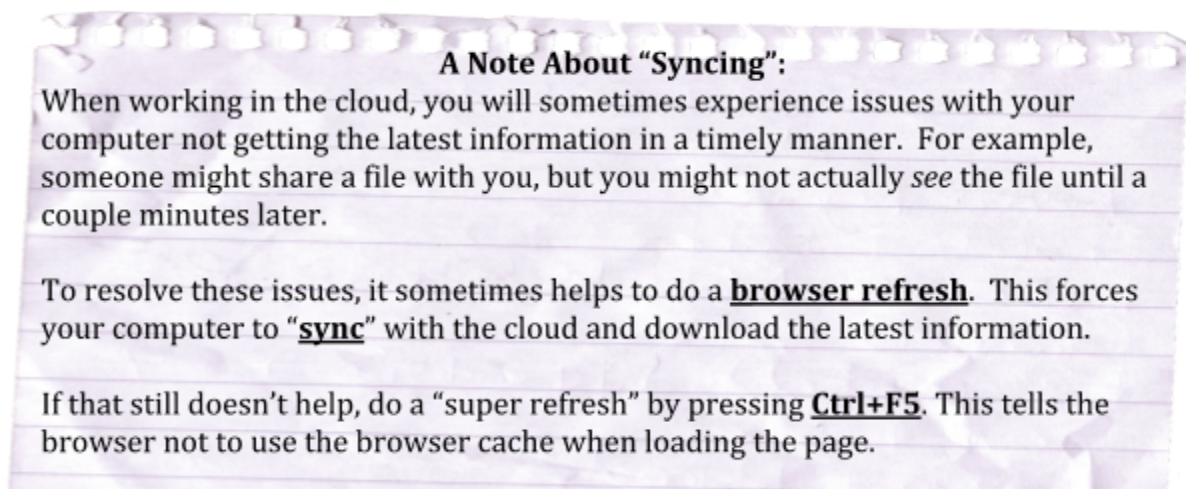 A Note About “Syncing”:
When working in the cloud, you will sometimes experience issues with your
computer not getting the latest information in a timely manner.  For example,
someone might share a file with you, but you might not actually see the file until a
couple minutes later.
To resolve these issues, it sometimes helps to do a browser refresh.  This forces
your computer to “sync” with the cloud and download the latest information.
If that still doesn’t help, do a “super refresh” by pressing Ctrl+F5. This tells the
browser not to use the browser cache when loading the page.